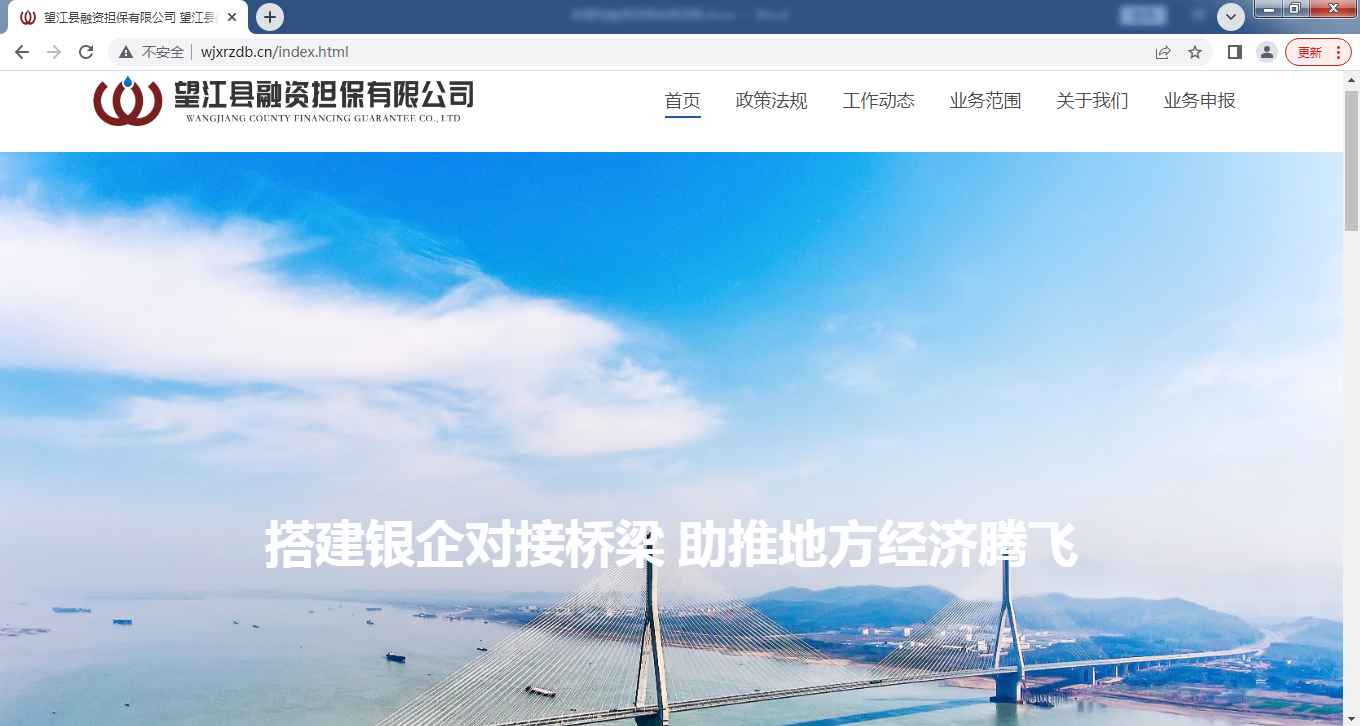 望江县融资担保有限公司 望江县
不安全
wjxrzdb.cn/index.html
更新
望江县融资担保有限公司
WANGJIANG COUNTY FINANCING GUARANTEE CO., LTD
首页 政策法规 工作动态 业务范围 关于我们 业务申报
搭建银企对接桥梁 助推地方经济腾飞